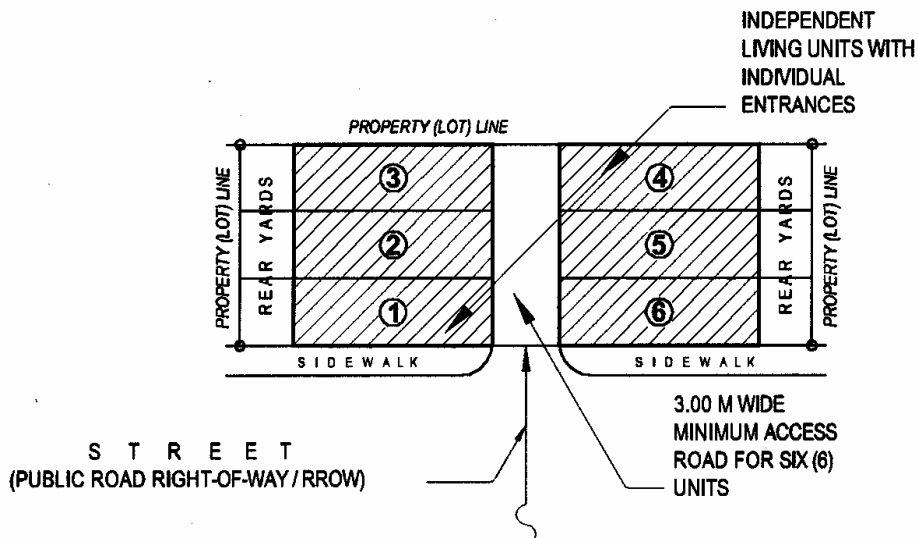 INDEPENDENT
LIVING UNITS WITH
INDIVIDUAL
ENTRANCES
PROPERTY (LOT) LINE
PROPERTY (LOT) LINE
REAR YARDS
3
2
1
4
5
6
REAR YARDS
PROPERTY (LOT) LINE
SIDEWALK
SIDEWALK
STREET
(PUBLIC ROAD RIGHT-OF-WAY / RROW)
3.00 M WIDE
MINIMUM ACCESS
ROAD FOR SIX (6)
UNITS